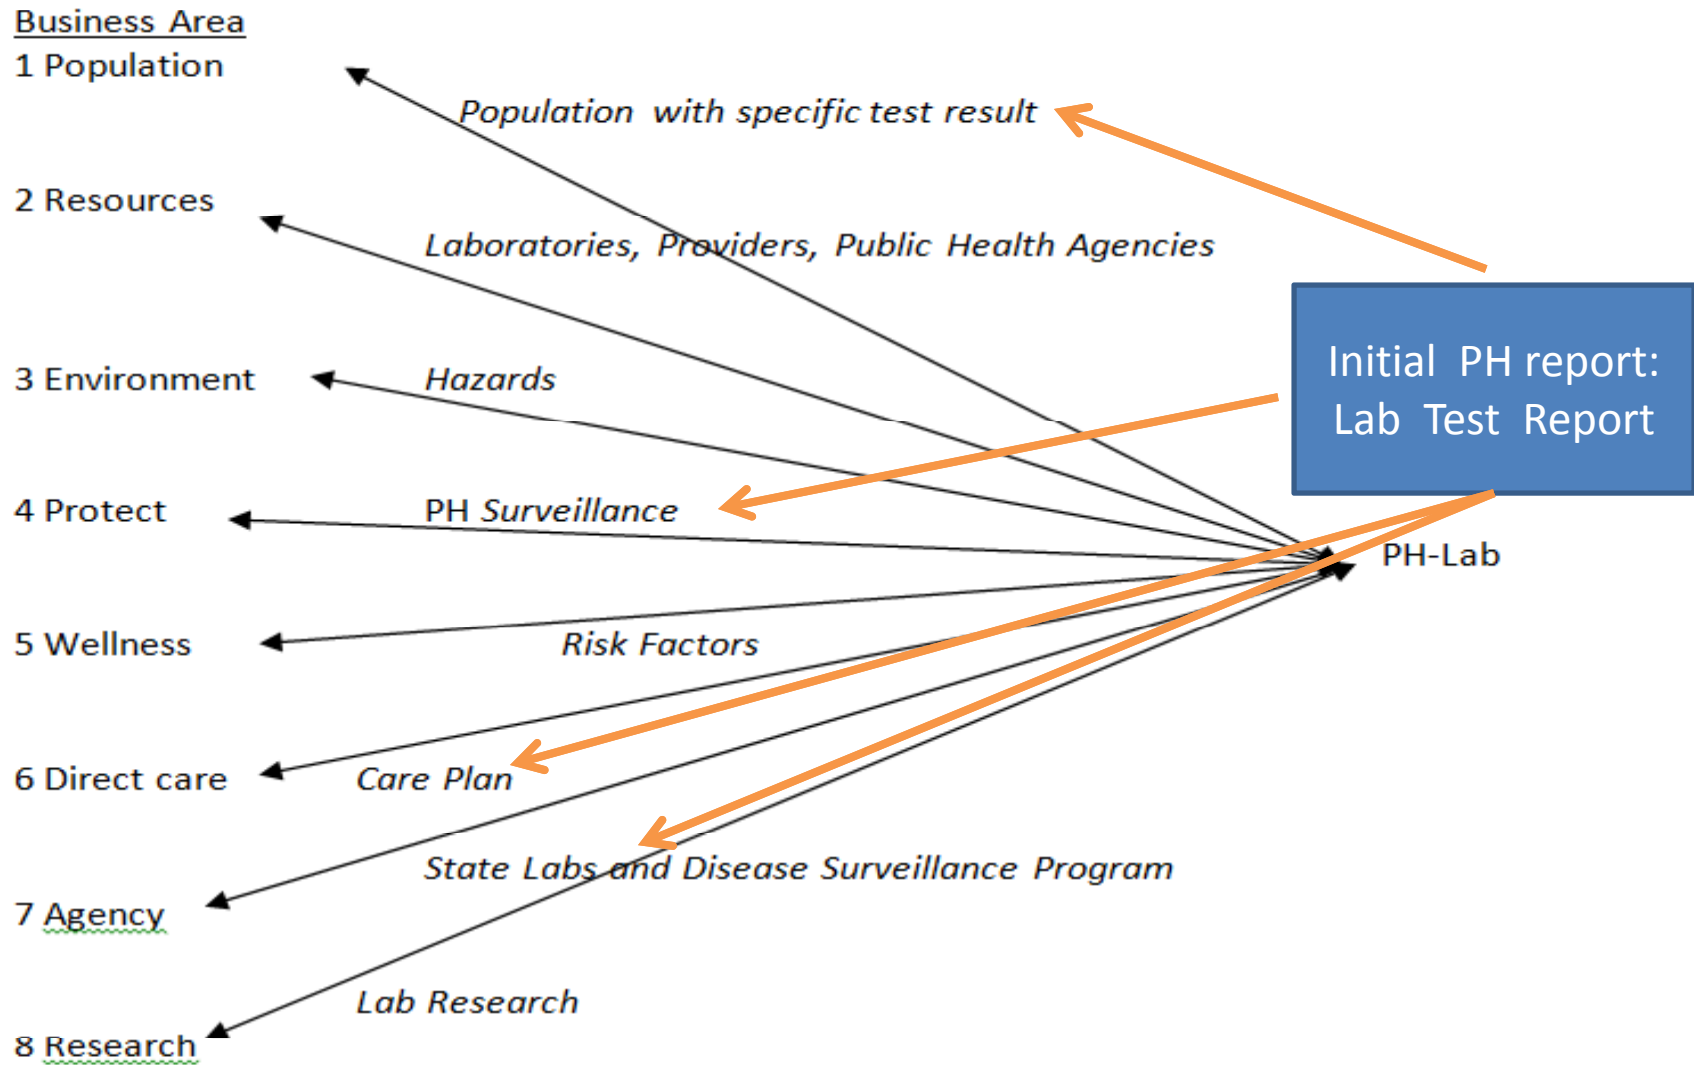 Business Area
1 Population
Population with specific test result
2 Resources
Laboratories, Providers, Public Health Agencies
3 Environment
Hazards
Initial PH report:
Lab Test Report
4 Protect
PH Surveillance
PH-Lab
5 Wellness
Risk Factors
6 Direct care
Care Plan
State Labs and Disease Surveillance Program
7 Agency
Lab Research
8 Research